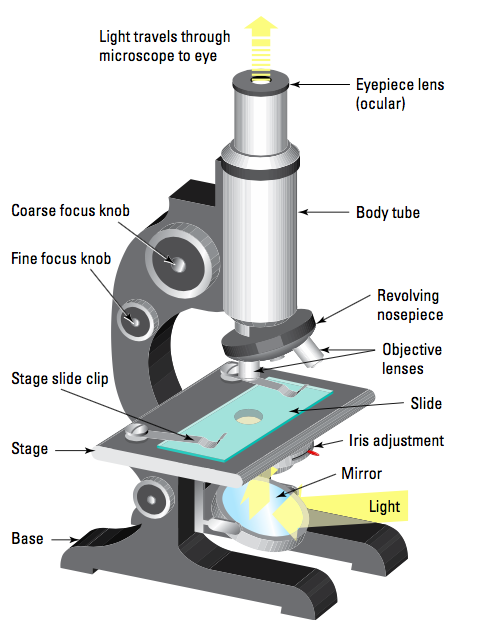 Light travels through
microscope to eye
Eyepiece lens
(ocular)
Coarse focus knob
Body tube
Fine focus knob
Revolving
nosepiece
Objective
lenses
Stage slide clip
Slide
Stage
Iris adjustment
Mirror
Light
Base